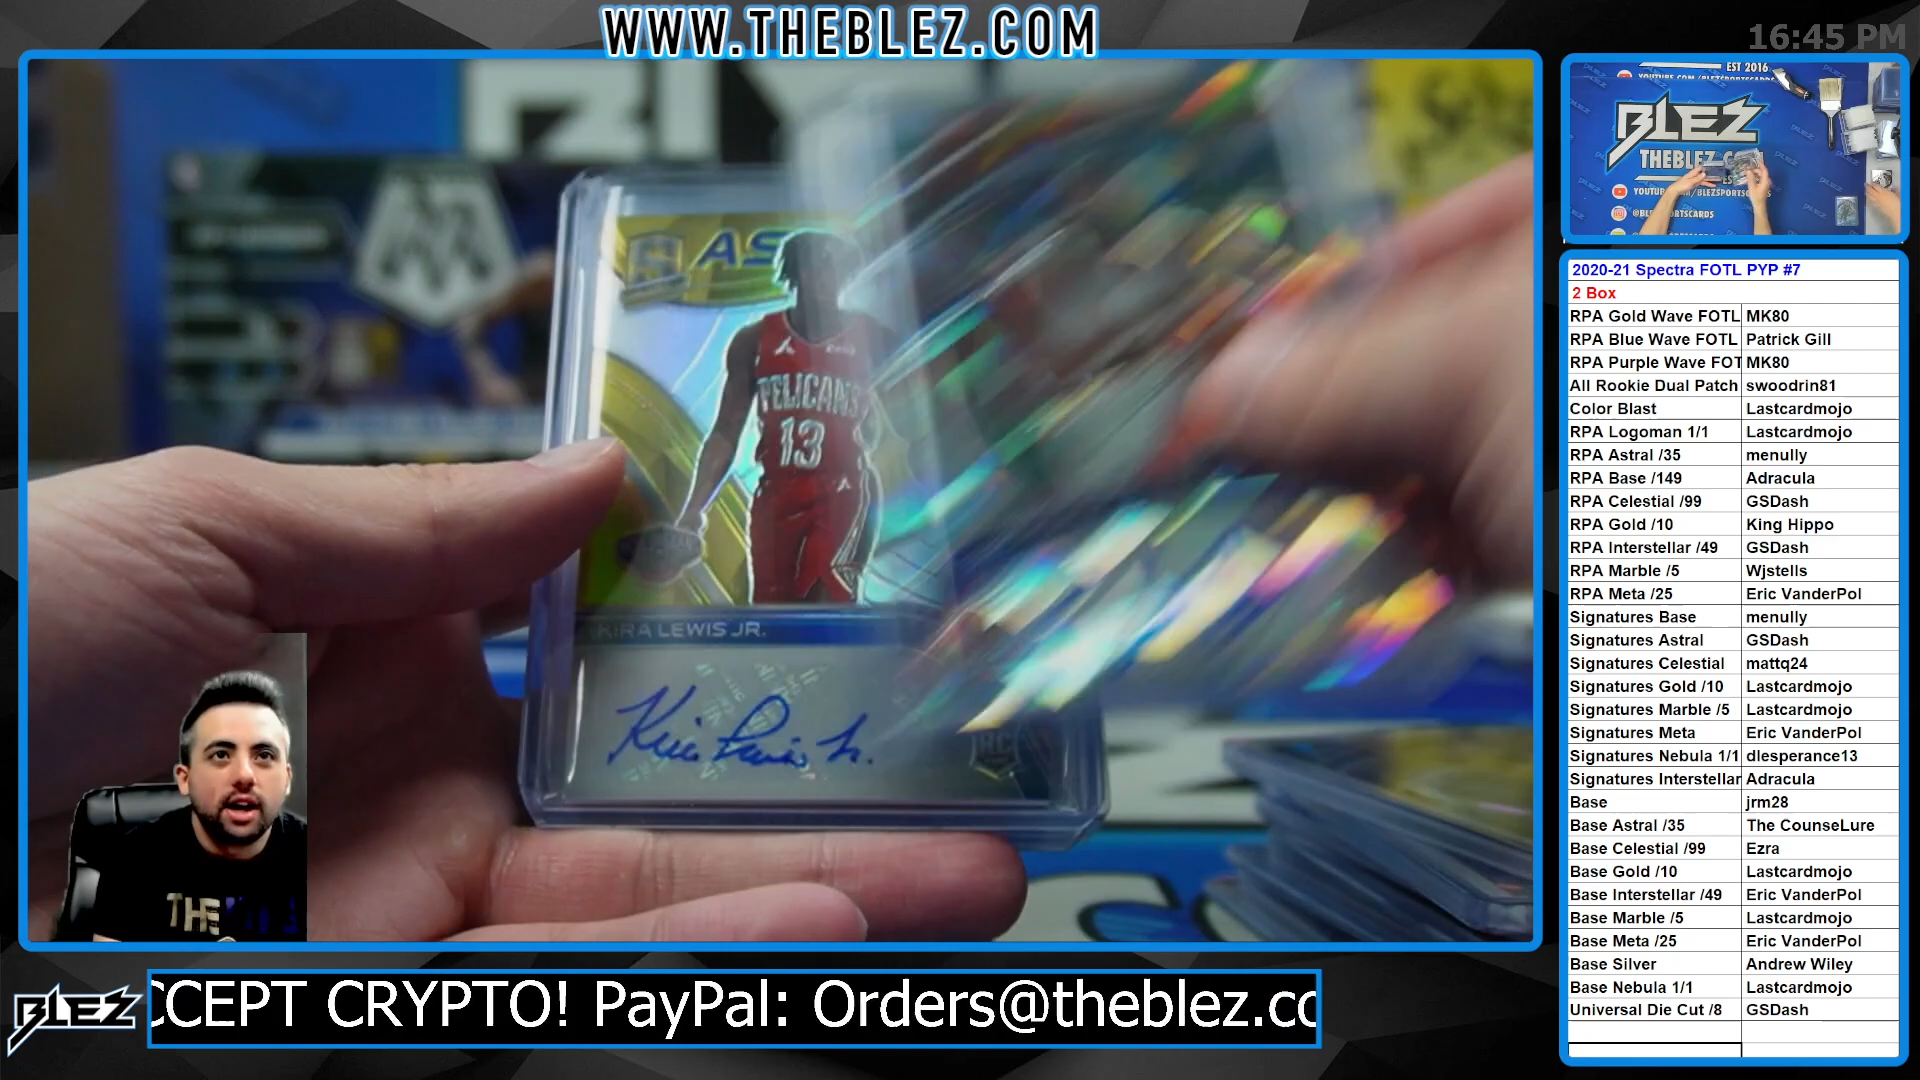 WWW.THEBLEZ.COM
16:45 PM
EST 2016
BLEZ
@BLEZSPORTSCARDS
AS
PELICANS
13
KIRA LEWIS JR.
Kira Lewis Jr.
RC
THE
2020-21 Spectra FOTL PYP #7
2 Box
RPA Gold Wave FOTL MK80
RPA Blue Wave FOTL Patrick Gill
RPA Purple Wave FOT MK80
All Rookie Dual Patch swoodrin81
Color Blast Lastcardmojo
RPA Logoman 1/1 Lastcardmojo
RPA Astral /35 menully
RPA Base /149 Adracula
RPA Celestial /99 GSDash
RPA Gold /10 King Hippo
RPA Interstellar /49 GSDash
RPA Marble /5 Wjstells
RPA Meta /25 Eric VanderPol
Signatures Base menully
Signatures Astral GSDash
Signatures Celestial mattq24
Signatures Gold /10 Lastcardmojo
Signatures Marble /5 Lastcardmojo
Signatures Meta Eric VanderPol
Signatures Nebula 1/1 dlesperance13
Signatures Interstellar Adracula
Base jrm28
Base Astral /35 The CounseLure
Base Celestial /99 Ezra
Base Gold /10 Lastcardmojo
Base Interstellar /49 Eric VanderPol
Base Marble /5 Lastcardmojo
Base Meta /25 Eric VanderPol
Base Silver Andrew Wiley
Base Nebula 1/1 Lastcardmojo
Universal Die Cut /8 GSDash
BLEZ
CCEPT CRYPTO! PayPal: Orders@theblez.co